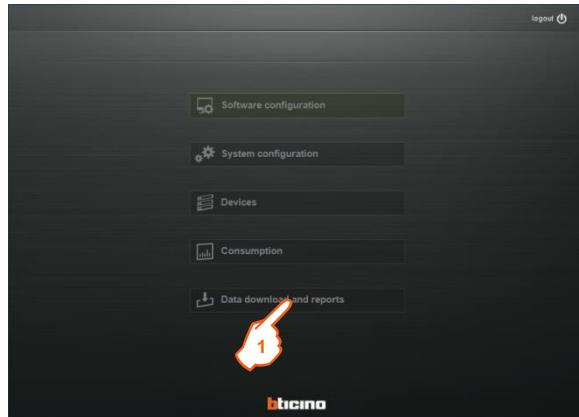 logout
Software configuration
System configuration
Devices
Consumption
Data download and reports
1
bticino